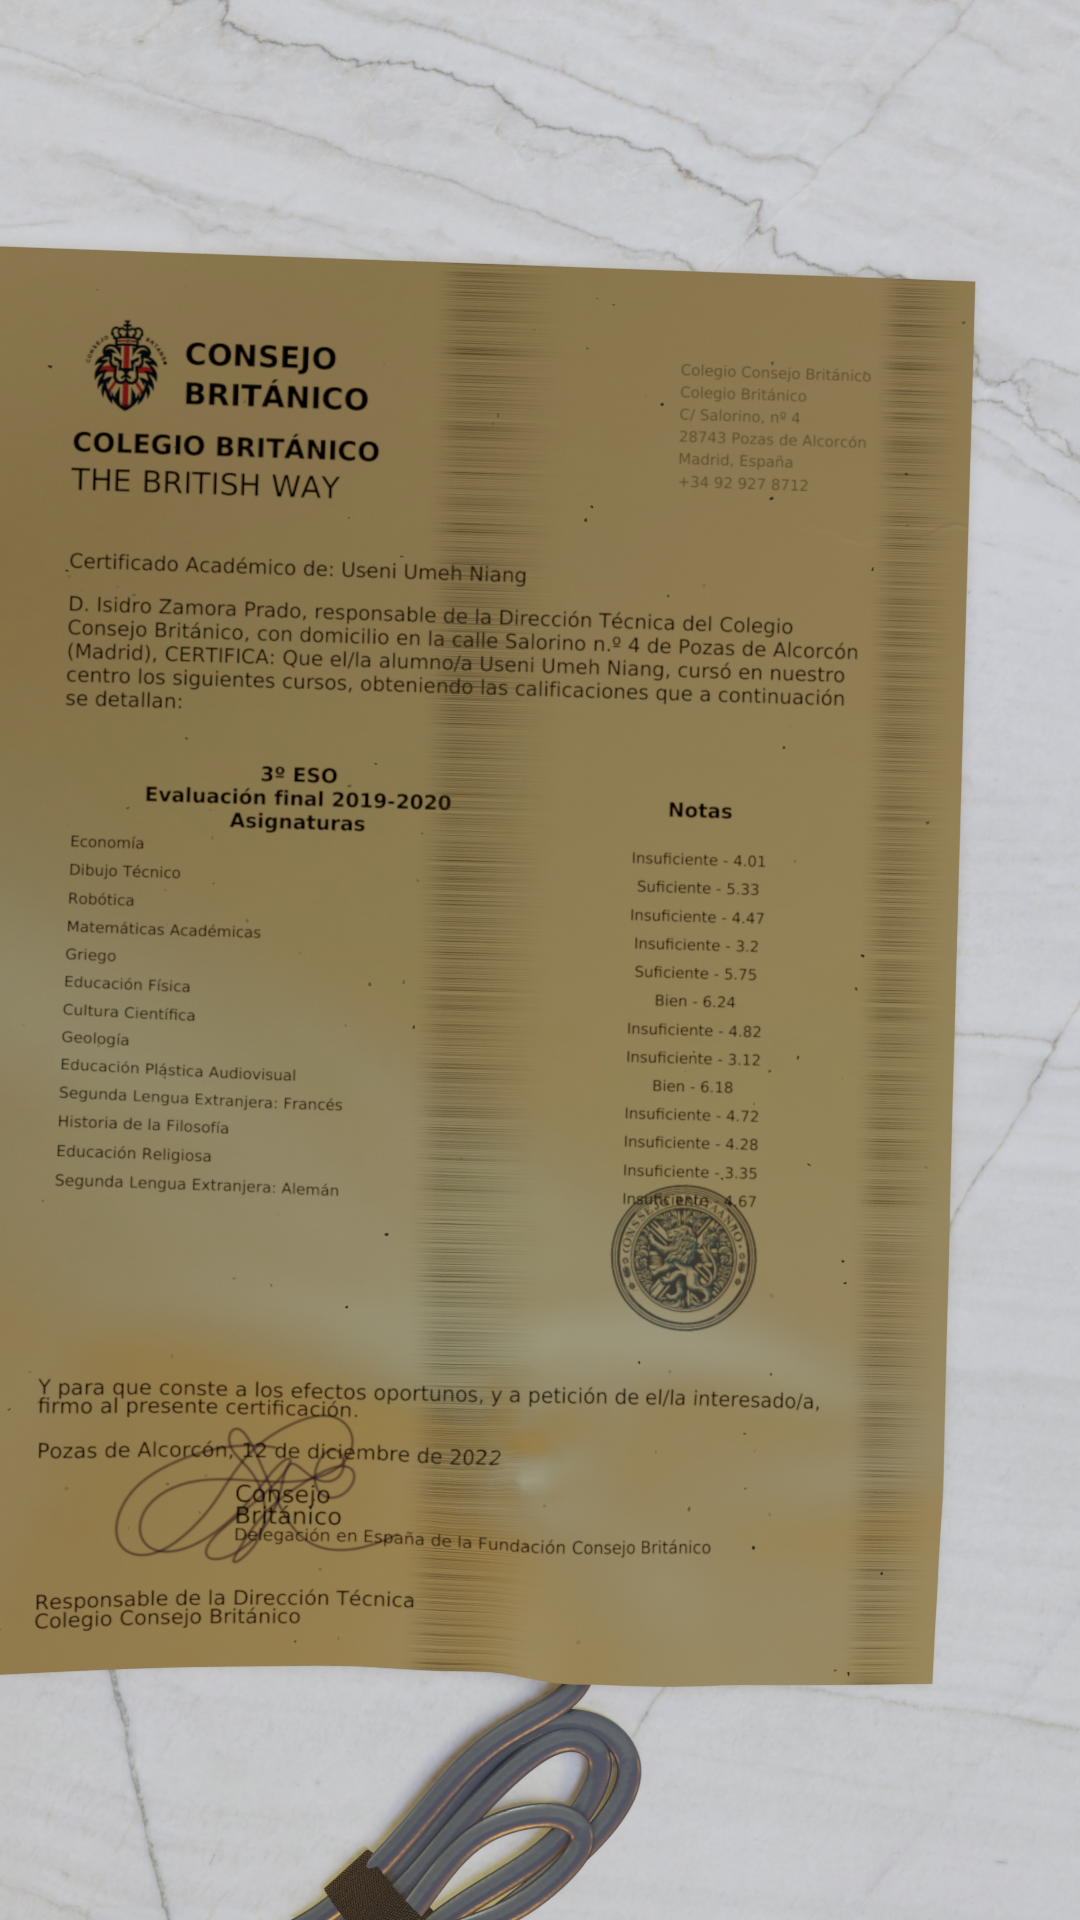 CONSEJO
BRITÁNICO
COLEGIO BRITÁNICO
THE BRITISH WAY
Colegio Consejo Británico
Colegio Británico
C/ Salorino, nº 4
28743 Pozas de Alcorcón
Madrid, España
+34 92 927 8712
Certificado Académico de: Useni Umeh Niang
D. Isidro Zamora Prado, responsable de la Dirección Técnica del Colegio
Consejo Británico, con domicilio en la calle Salorino n.º 4 de Pozas de Alcorcón
(Madrid), CERTIFICA: Que el/la alumno/a Useni Umeh Niang, cursó en nuestro
centro los siguientes cursos, obteniendo las calificaciones que a continuación
se detallan:
3º ESO
Evaluación final 2019-2020
Asignaturas
Notas
Economía
Insuficiente - 4.01
Dibujo Técnico
Suficiente - 5.33
Robótica
Insuficiente - 4.47
Matemáticas Académicas
Insuficiente - 3.2
Griego
Suficiente - 5.75
Educación Física
Bien - 6.24
Cultura Científica
Insuficiente - 4.82
Geología
Insuficiente - 3.12
Educación Plástica Audiovisual
Bien - 6.18
Segunda Lengua Extranjera: Francés
Insuficiente - 4.72
Historia de la Filosofía
Insuficiente - 4.28
Educación Religiosa
Insuficiente - 3.35
Segunda Lengua Extranjera: Alemán
Insuficiente - 4.67
Y para que conste a los efectos oportunos, y a petición de el/la interesado/a,
firmo al presente certificación.
Pozas de Alcorcón, 12 de diciembre de 2022
Consejo
Británico
Delegación en España de la Fundación Consejo Británico
Responsable de la Dirección Técnica
Colegio Consejo Británico